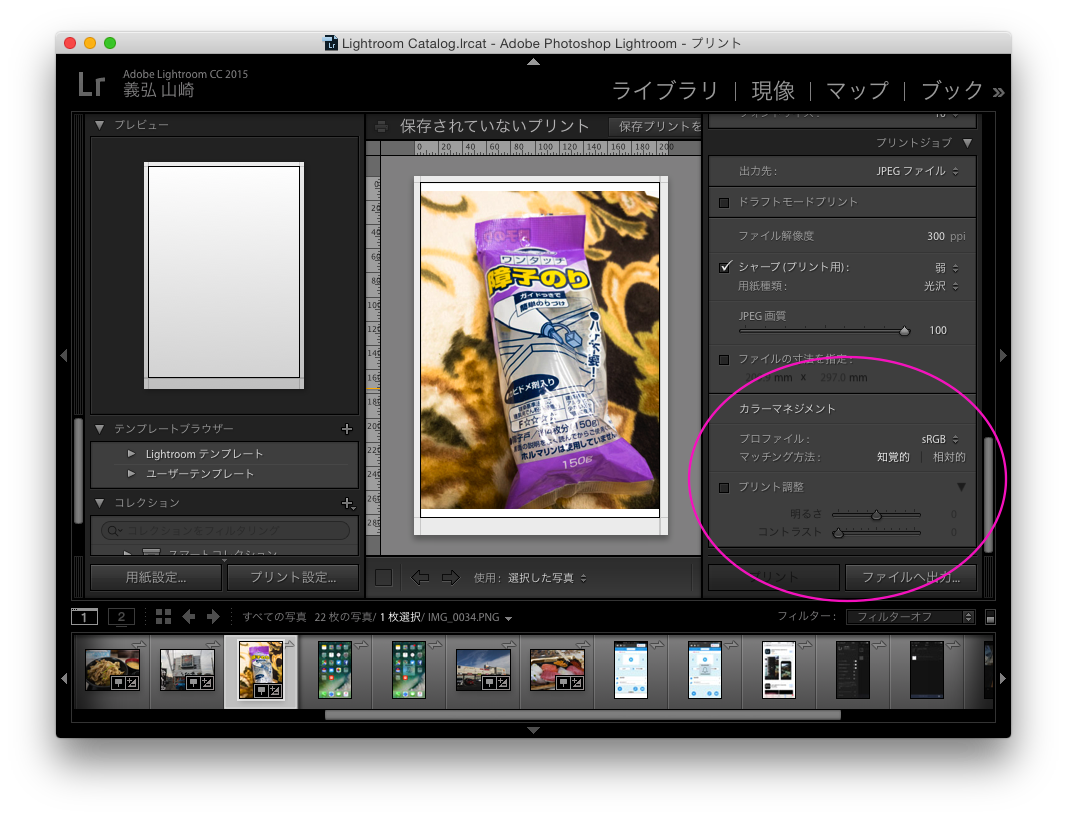 Lightroom Catalog.lrcat - Adobe Photoshop Lightroom - プリント
Lr
Adobe Lightroom CC 2015
義弘 山崎
ライブラリ | 現像 | マップ | ブック »
プレビュー
テンプレートブラウザー +
Lightroom テンプレート
ユーザーテンプレート
コレクション +
コレクションをフィルタリング
スマートコレクション
用紙設定...
プリント設定...
保存されていないプリント
保存プリントを
0 20 40 60 80 100 120 140 160 180 200
障子のり
ワンタッチ
障子のり
ガイドつきで
簡単のりづけ
ハケ不要!
カビドメ剤入り
150g
ホルマリンは使用していません
150g
使用: 選択した写真
プリントジョブ
出力先: JPEG ファイル
ドラフトモードプリント
ファイル解像度 300 ppi
シャープ (プリント用): 弱
用紙種類: 光沢
JPEG 画質
100
ファイルの寸法を指定:
mm x 297.0 mm
カラーマネジメント
プロファイル: sRGB
マッチング方法: 知覚的 | 相対的
プリント調整
明るさ 0
コントラスト 0
プリント
ファイルへ出力...
1 2 すべての写真 22 枚の写真/ 1 枚選択/ IMG_0034.PNG
フィルター: フィルターオフ